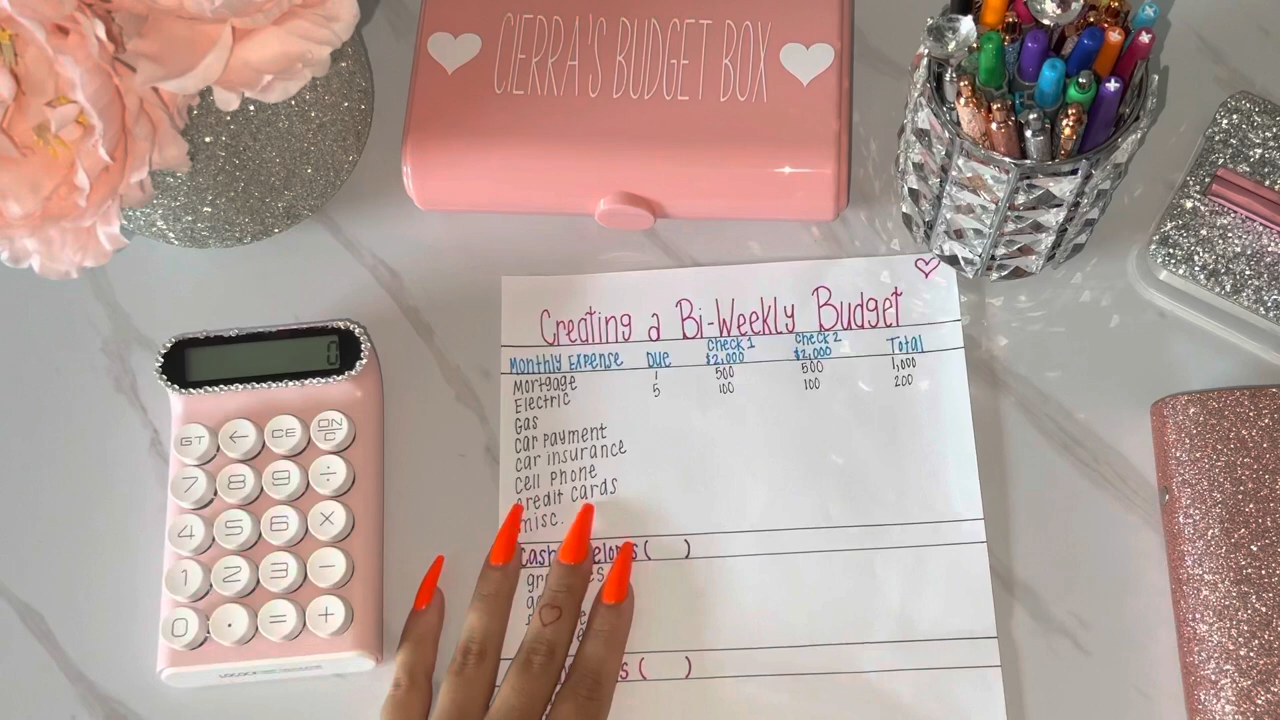 CIERRA'S BUDGET BOX
Creating a Bi-Weekly Budget
Monthly Expense Due Check 1 $2,000 Check 2 $2,000 Total
Mortgage 1 500 500 1,000
Electric 5 100 100 200
Gas
Car payment
Car insurance
Cell phone
Credit cards
misc.
Cash ( )
( )
0
GT ← CE ON/C
7 8 9 ÷
4 5 6 ×
1 2 3 −
0 . = +